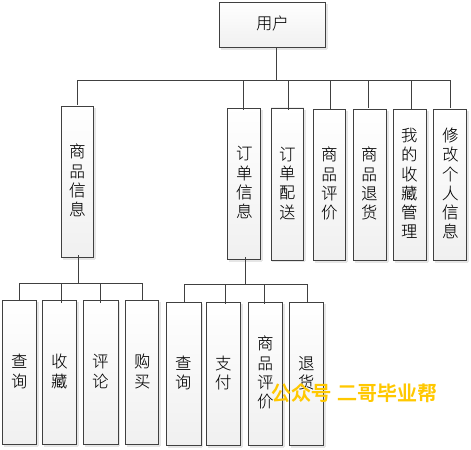 用户
商品信息
订单信息
订单配送
商品评价
商品退货
我的收藏管理
修改个人信息
查询
收藏
评论
购买
查询
支付
商品评价
退货
公众号 二哥毕业帮